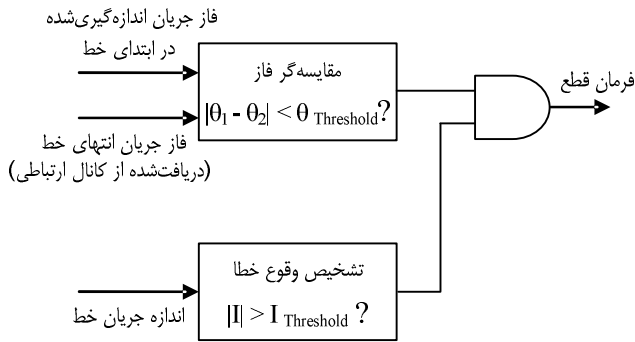 فاز جریان اندازه‌گیری‌شده
در ابتدای خط
مقایسه‌گر فاز
|θ1 - θ2| < θ Threshold?
فاز جریان انتهای خط
(دریافت‌شده از کانال ارتباطی)
فرمان قطع
تشخیص وقوع خطا
|I| > I Threshold ?
اندازه جریان خط